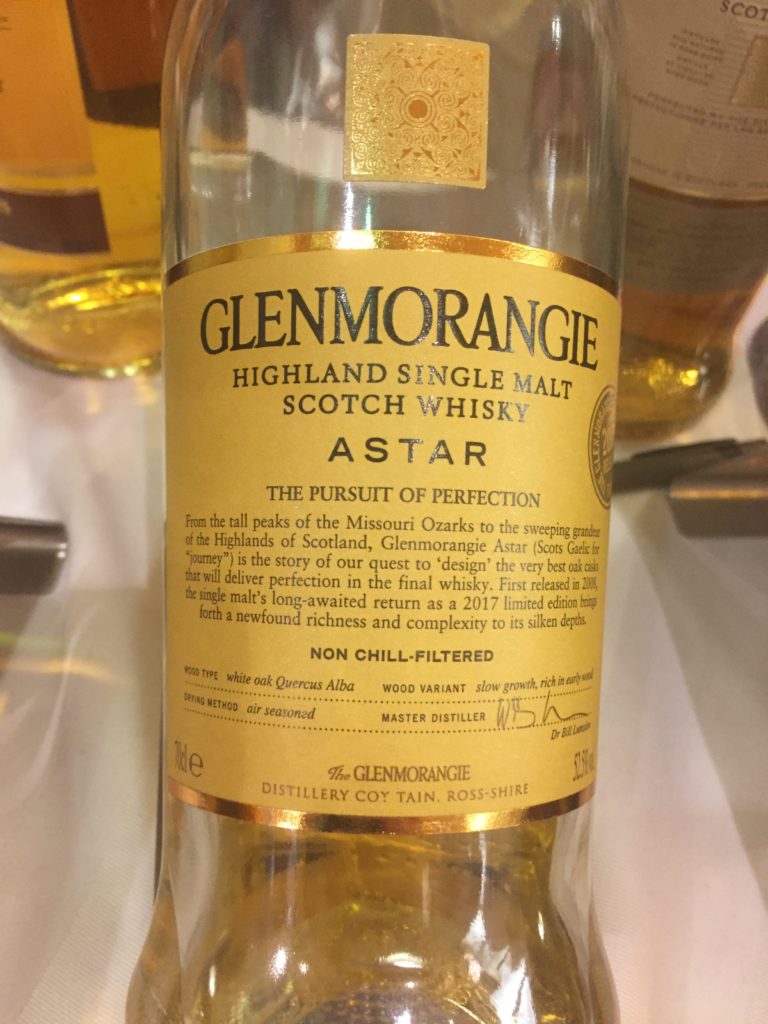 SCOT
GLENMORANGIE
HIGHLAND SINGLE MALT
SCOTCH WHISKY
ASTAR
THE PURSUIT OF PERFECTION
From the tall peaks of the Missouri Ozarks to the sweeping grandeur
of the Highlands of Scotland, Glenmorangie Astar (Scots Gaelic for
"journey") is the story of our quest to ‘design’ the very best oak casks
that will deliver perfection in the final whisky. First released in 2008,
the single malt's long-awaited return as a 2017 limited edition brings
forth a newfound richness and complexity to its silken depths.
NON CHILL-FILTERED
WOOD TYPE white oak Quercus Alba WOOD VARIANT slow growth, rich in early wood
DRYING METHOD air seasoned MASTER DISTILLER
Dr Bill Lumsden
70cl e 52.5%
The GLENMORANGIE
DISTILLERY COY TAIN, ROSS-SHIRE